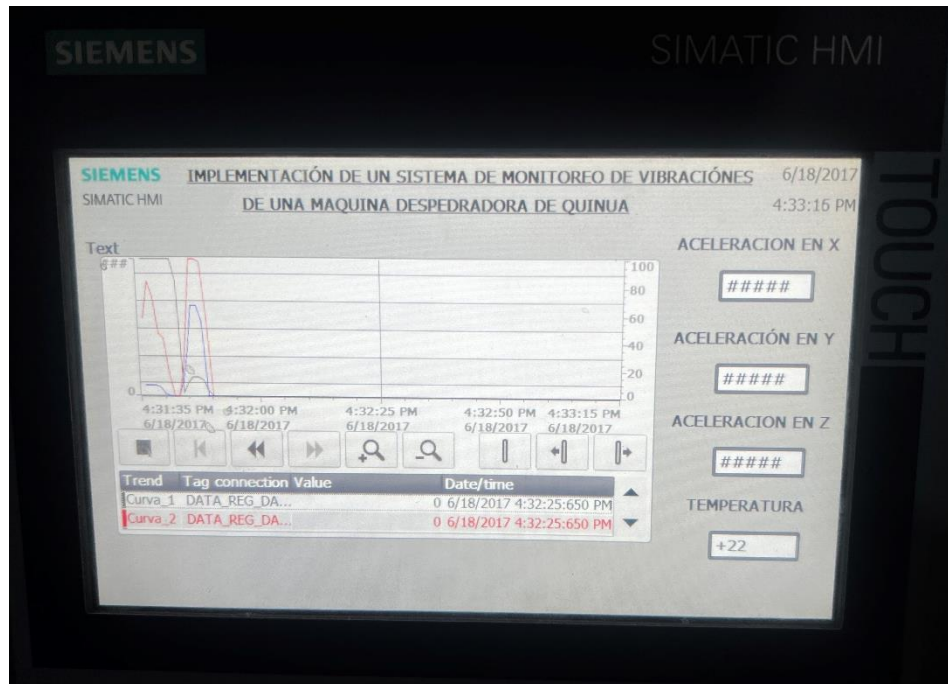 SIEMENS
SIMATIC HMI
TOUCH
SIEMENS IMPLEMENTACIÓN DE UN SISTEMA DE MONITOREO DE VIBRACIÓNES 6/18/2017
SIMATIC HMI DE UNA MAQUINA DESPEDRADORA DE QUINUA 4:33:16 PM
Text
###
100
80
60
40
20
0
0
4:31:35 PM 4:32:00 PM 4:32:25 PM 4:32:50 PM 4:33:15 PM
6/18/2017 6/18/2017 6/18/2017 6/18/2017 6/18/2017
Trend Tag connection Value Date/time
Curva_1 DATA_REG_DA... 0 6/18/2017 4:32:25:650 PM
Curva_2 DATA_REG_DA... 0 6/18/2017 4:32:25:650 PM
ACELERACION EN X
#####
ACELERACIÓN EN Y
#####
ACELERACION EN Z
#####
TEMPERATURA
+22